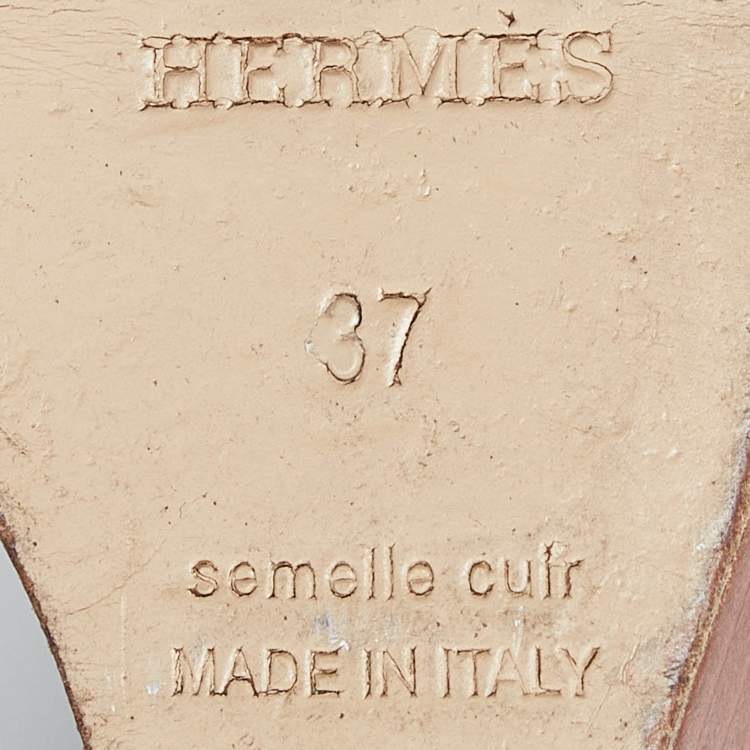 HERMÈS
37
semelle cuir
MADE IN ITALY